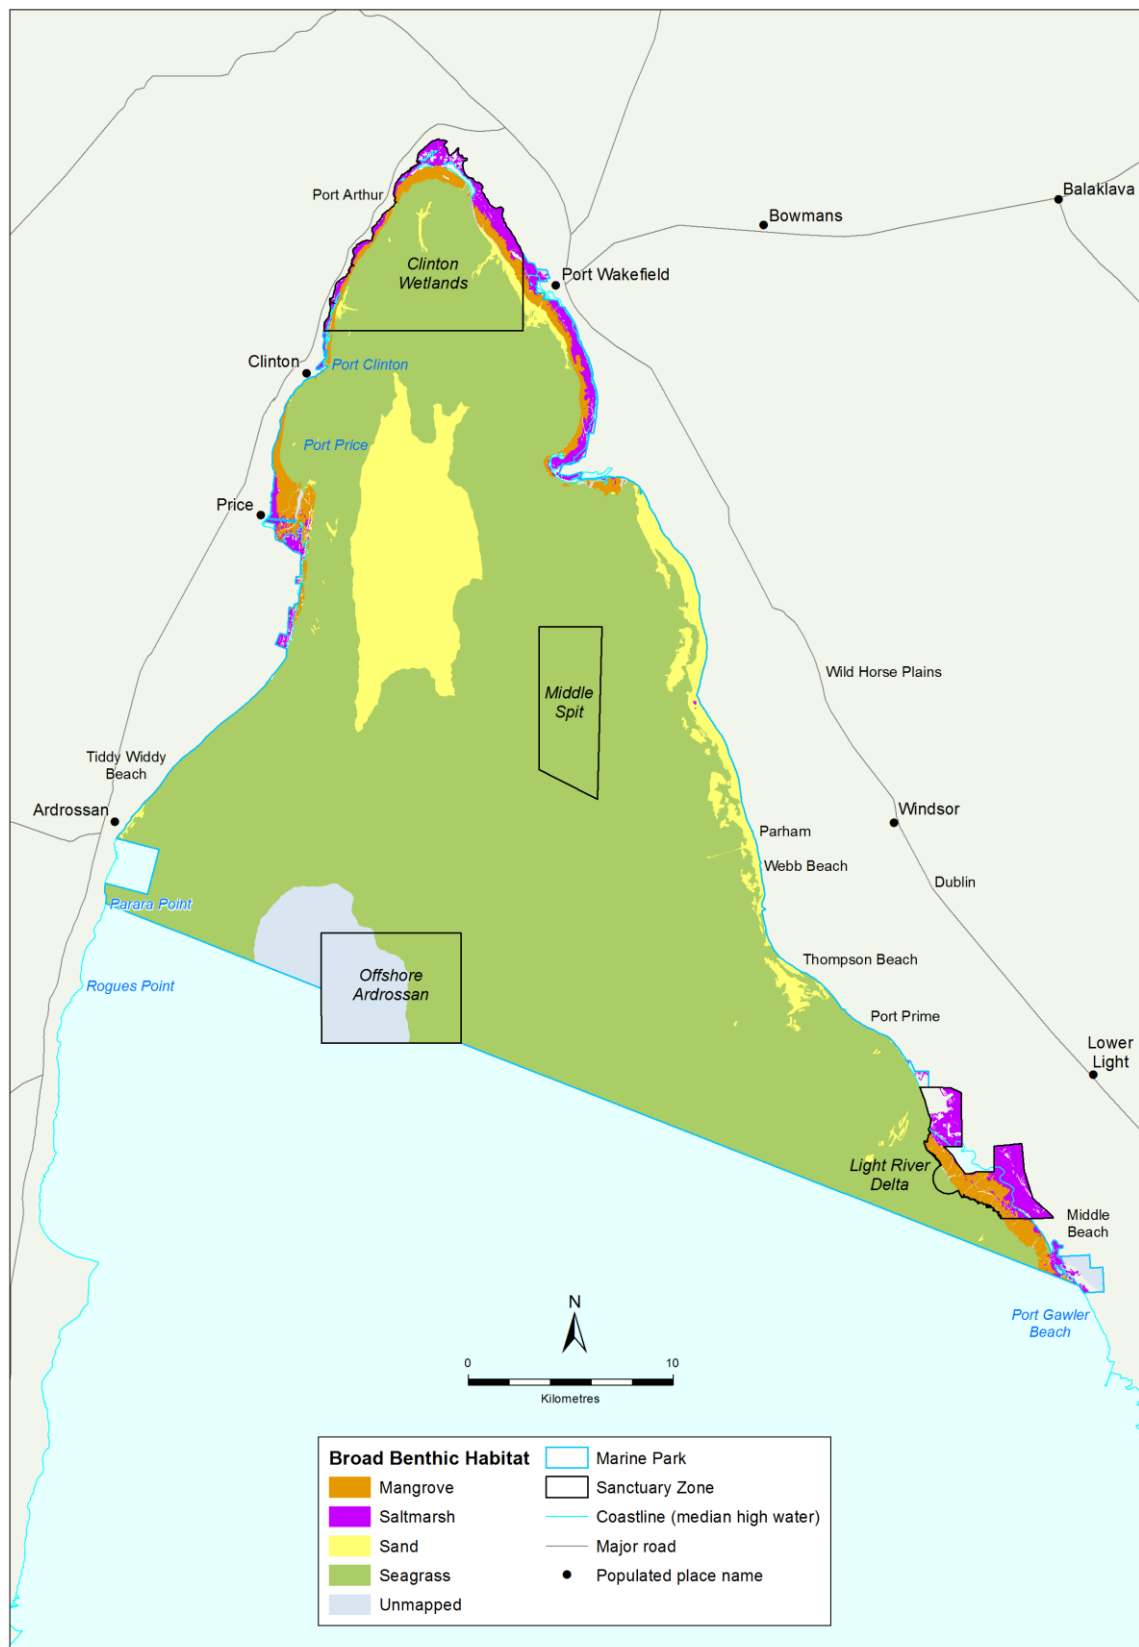 Port Arthur
Balaklava
Bowmans
Clinton
Wetlands
Port Wakefield
Clinton
Port Clinton
Port Price
Price
Wild Horse Plains
Middle
Spit
Tiddy Widdy
Beach
Ardrossan
Windsor
Parham
Webb Beach
Dublin
Parara Point
Thompson Beach
Offshore
Ardrossan
Rogues Point
Port Prime
Lower
Light
Light River
Delta
Middle
Beach
Port Gawler
Beach
N
0 10
Kilometres
Broad Benthic Habitat
Mangrove
Saltmarsh
Sand
Seagrass
Unmapped
Marine Park
Sanctuary Zone
Coastline (median high water)
Major road
Populated place name